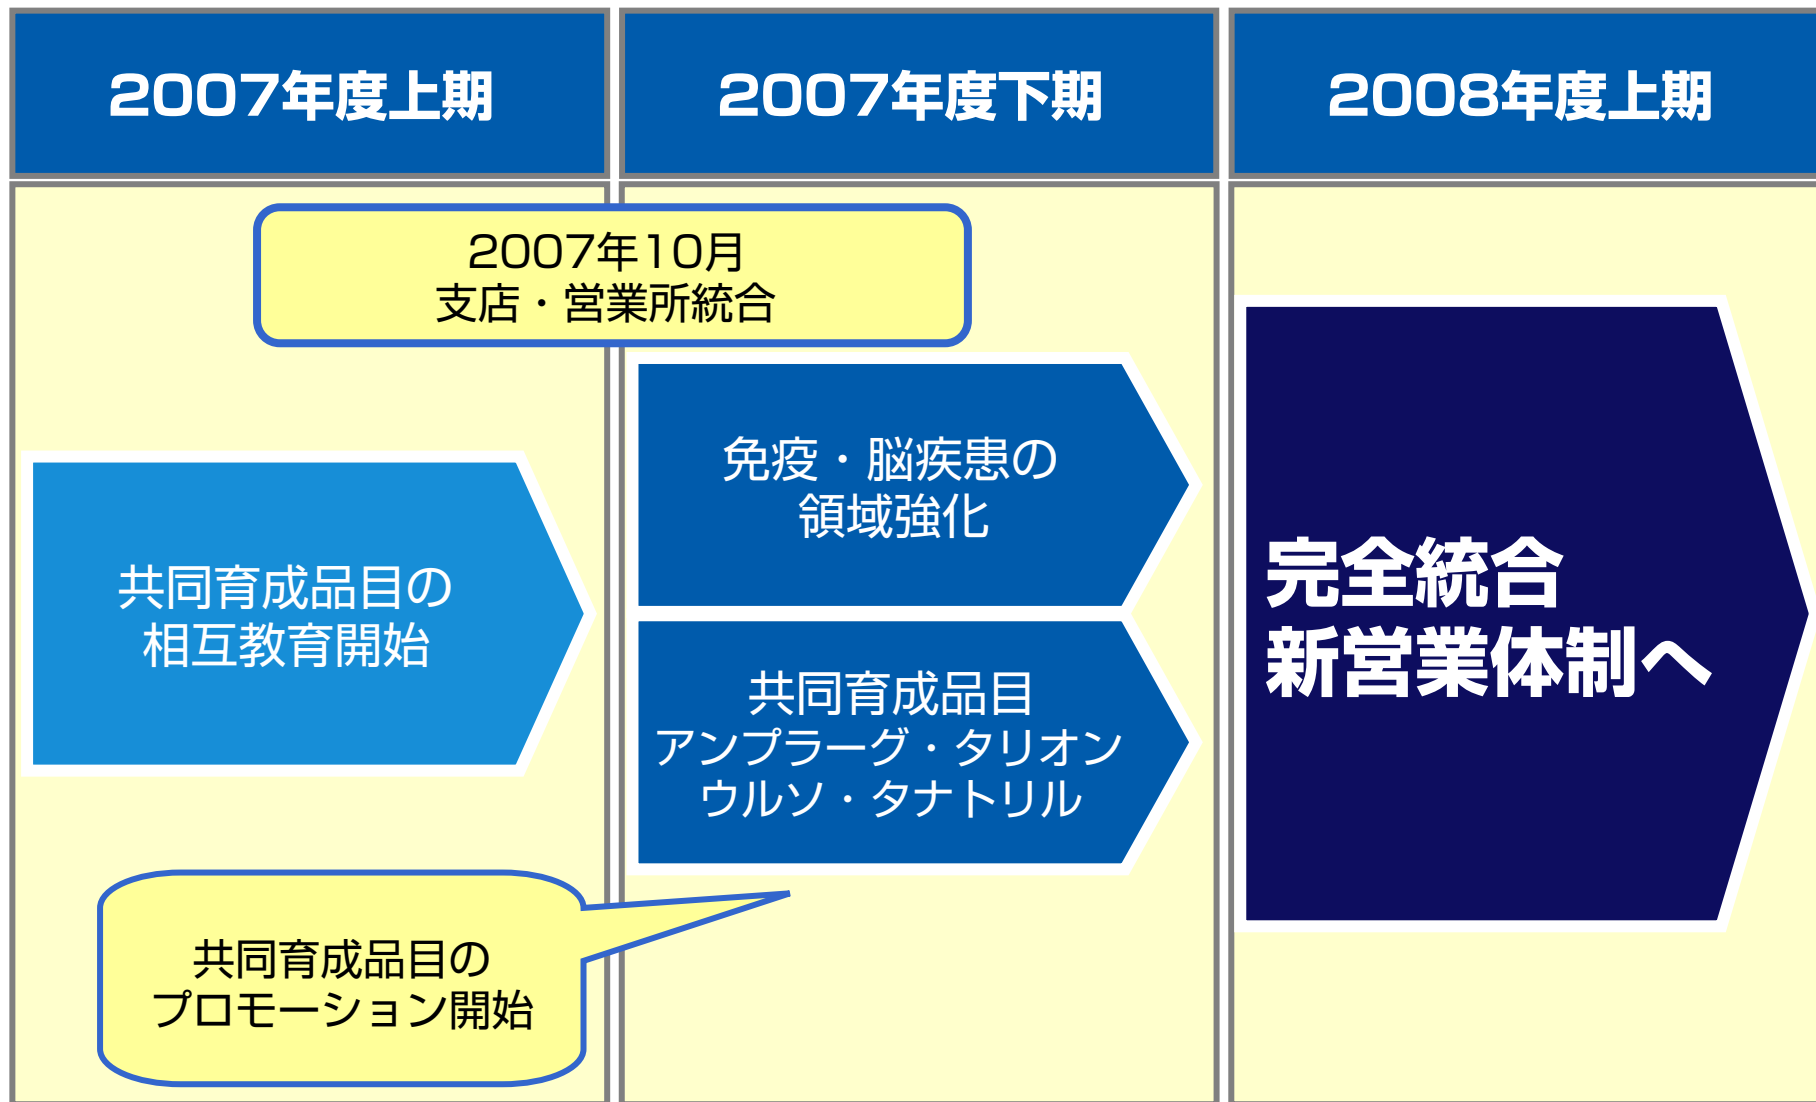 2007年度上期
2007年度下期
2008年度上期
2007年10月
支店・営業所統合
共同育成品目の
相互教育開始
免疫・脳疾患の
領域強化
共同育成品目
アンプラーグ・タリオン
ウルソ・タナトリル
共同育成品目の
プロモーション開始
完全統合
新営業体制へ